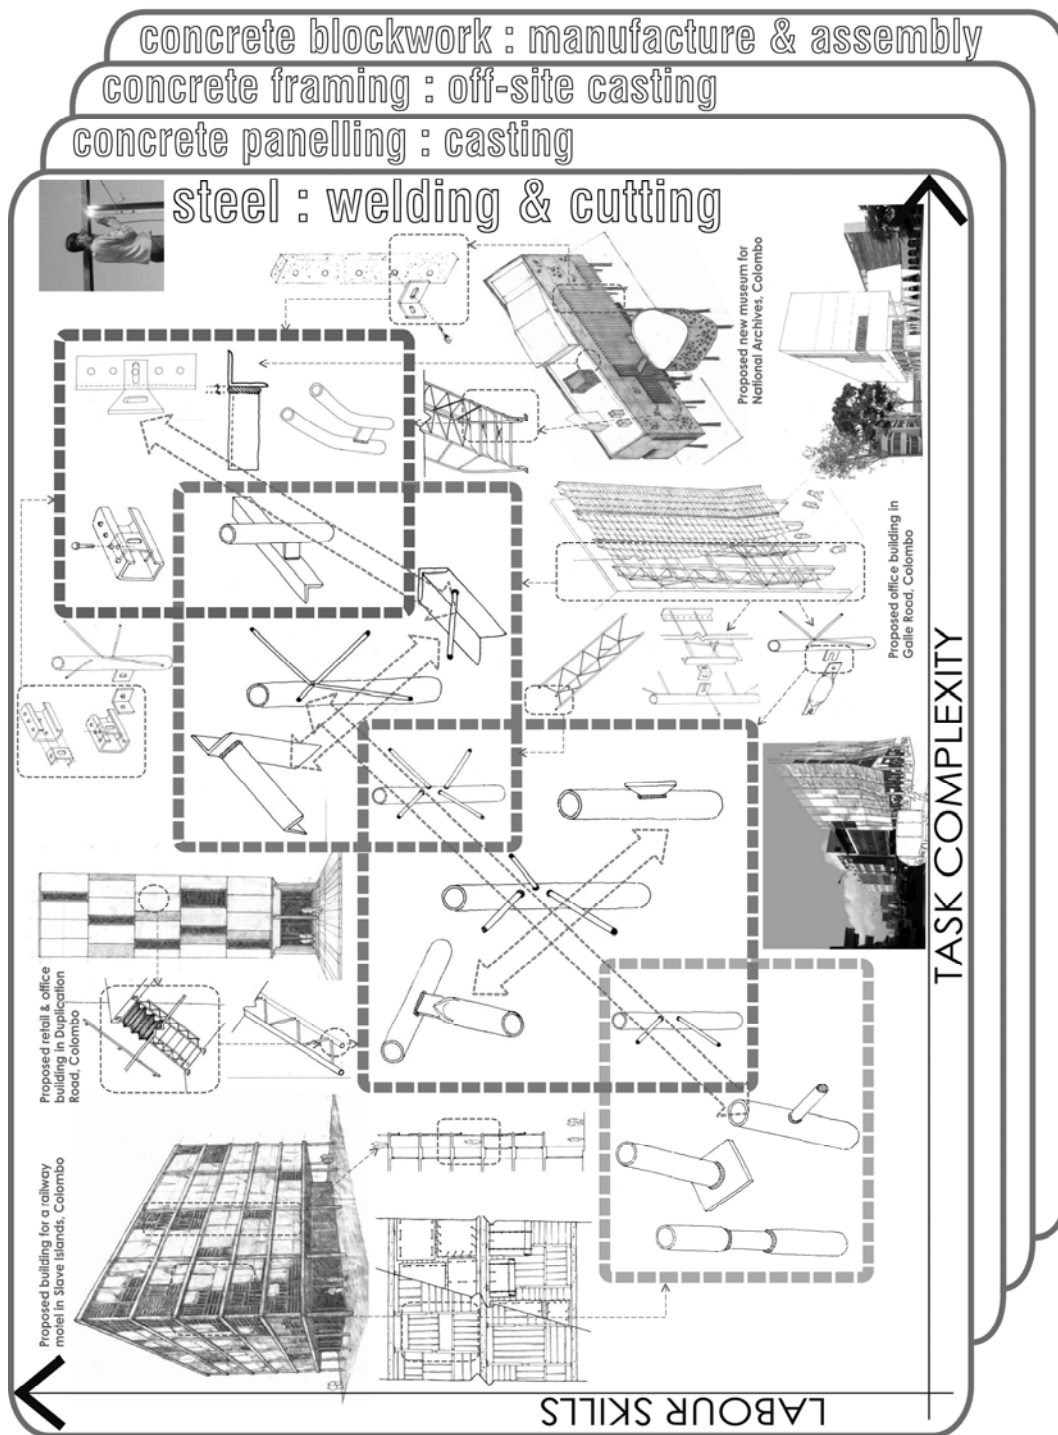 concrete blockwork : manufacture & assembly
concrete framing : off-site casting
concrete panelling : casting
steel : welding & cutting
Proposed new museum for
National Archives, Colombo
Proposed office building in
Galle Road, Colombo
TASK COMPLEXITY
Proposed retail & office
building in Duplication
Road, Colombo
Proposed building for a railway
motel in Slave Islands, Colombo
LABOUR SKILLS